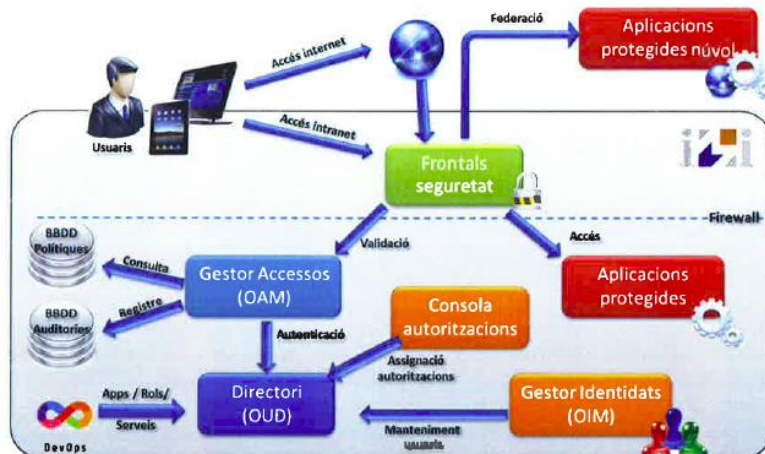 Federació
Aplicacions
protegides núvol
Accés internet
Accés intranet
Usuaris
Frontals
seguretat
Firewall
BBDD
Polítiques
Validació
Accés
Consulta
Gestor Accessos
(OAM)
Aplicacions
protegides
Consola
autoritzacions
BBDD
Auditories
Registre
Autenticació
Assignació
autoritzacions
Apps / Rols/
Serveis
Directori
(OUD)
Gestor Identitats
(OIM)
Manteniment
usuaris
DevOps